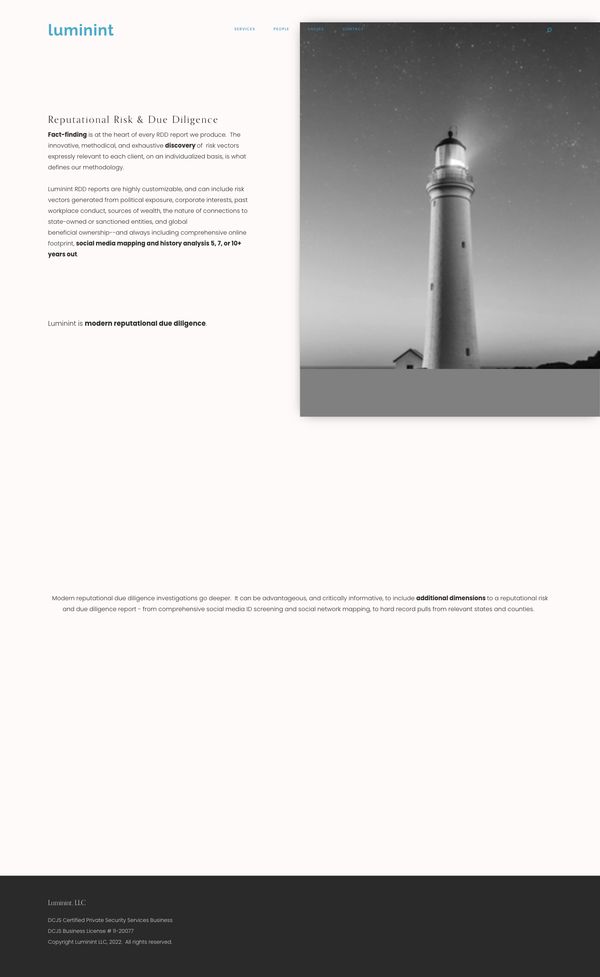 luminint
SERVICES
PEOPLE
VALUES
CONTACT
Reputational Risk & Due Diligence
Fact-finding is at the heart of every RDD report we produce. The
innovative, methodical, and exhaustive discovery of risk vectors
expressly relevant to each client, on an individualized basis, is what
defines our methodology.
Luminint RDD reports are highly customizable, and can include risk
vectors generated from political exposure, corporate interests, past
workplace conduct, sources of wealth, the nature of connections to
state-owned or sanctioned entities, and global
beneficial ownership--and always including comprehensive online
footprint, social media mapping and history analysis 5, 7, or 10+
years out.
Luminint is modern reputational due diligence.
Modern reputational due diligence investigations go deeper. It can be advantageous, and critically informative, to include additional dimensions to a reputational risk
and due diligence report - from comprehensive social media ID screening and social network mapping, to hard record pulls from relevant states and counties.
Luminint, LLC
DCJS Certified Private Security Services Business
DCJS Business License # 11-20077
Copyright Luminint LLC, 2022. All rights reserved.